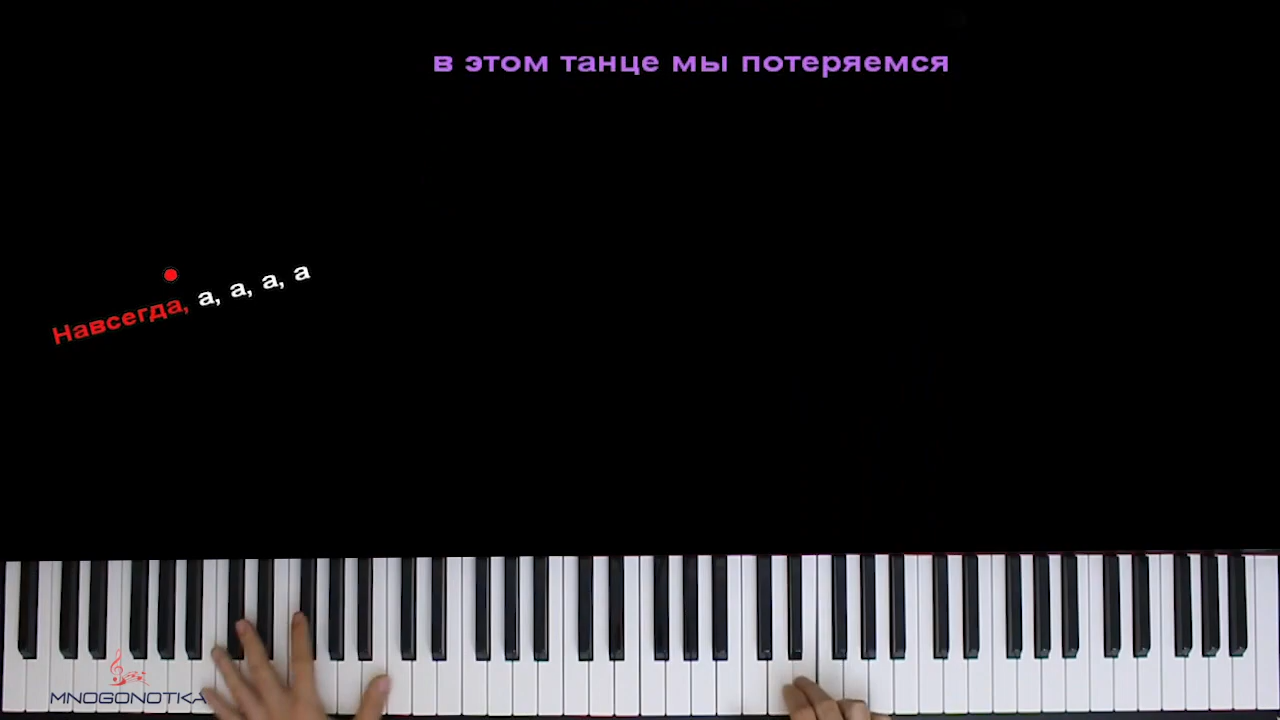 в этом танце мы потеряемся
Навсегда, а, а, а, а
MNOGONOTKA